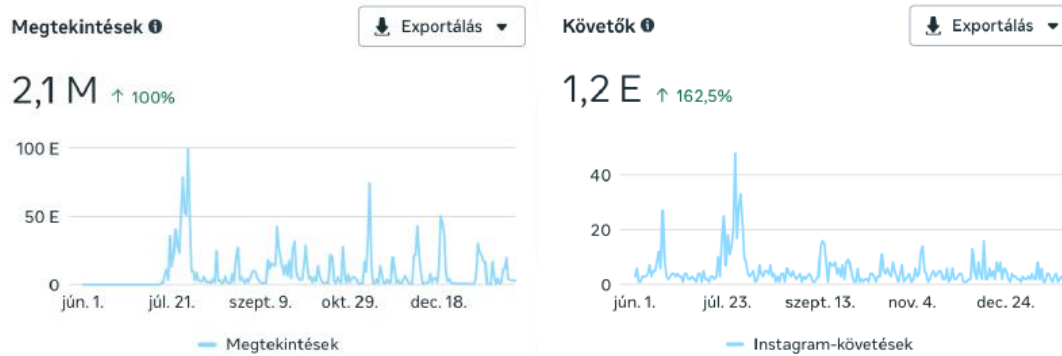 Megtekintések
Exportálás
2,1 M ↑ 100%
100 E
50 E
0
jún. 1. júl. 21. szept. 9. okt. 29. dec. 18.
Megtekintések
Követők
Exportálás
1,2 E ↑ 162,5%
40
20
0
jún. 1. júl. 23. szept. 13. nov. 4. dec. 24.
Instagram-követések